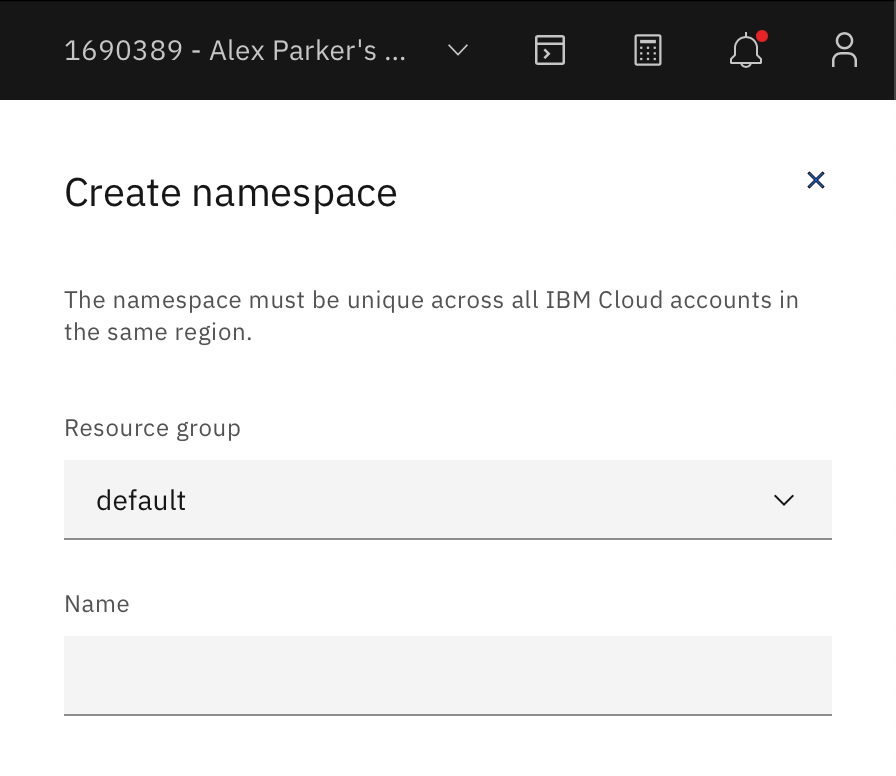 1690389 - Alex Parker's ...
Create namespace
The namespace must be unique across all IBM Cloud accounts in
the same region.
Resource group
default
Name